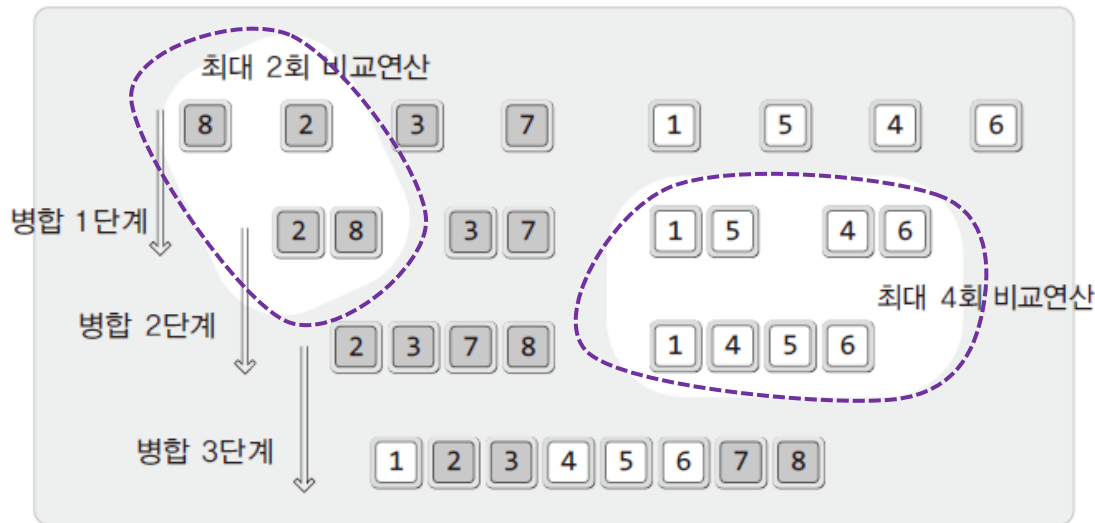 최대 2회 비교연산
8 2 3 7 1 5 4 6
병합 1단계
2 8 3 7 1 5 4 6
최대 4회 비교연산
병합 2단계
2 3 7 8 1 4 5 6
병합 3단계
1 2 3 4 5 6 7 8